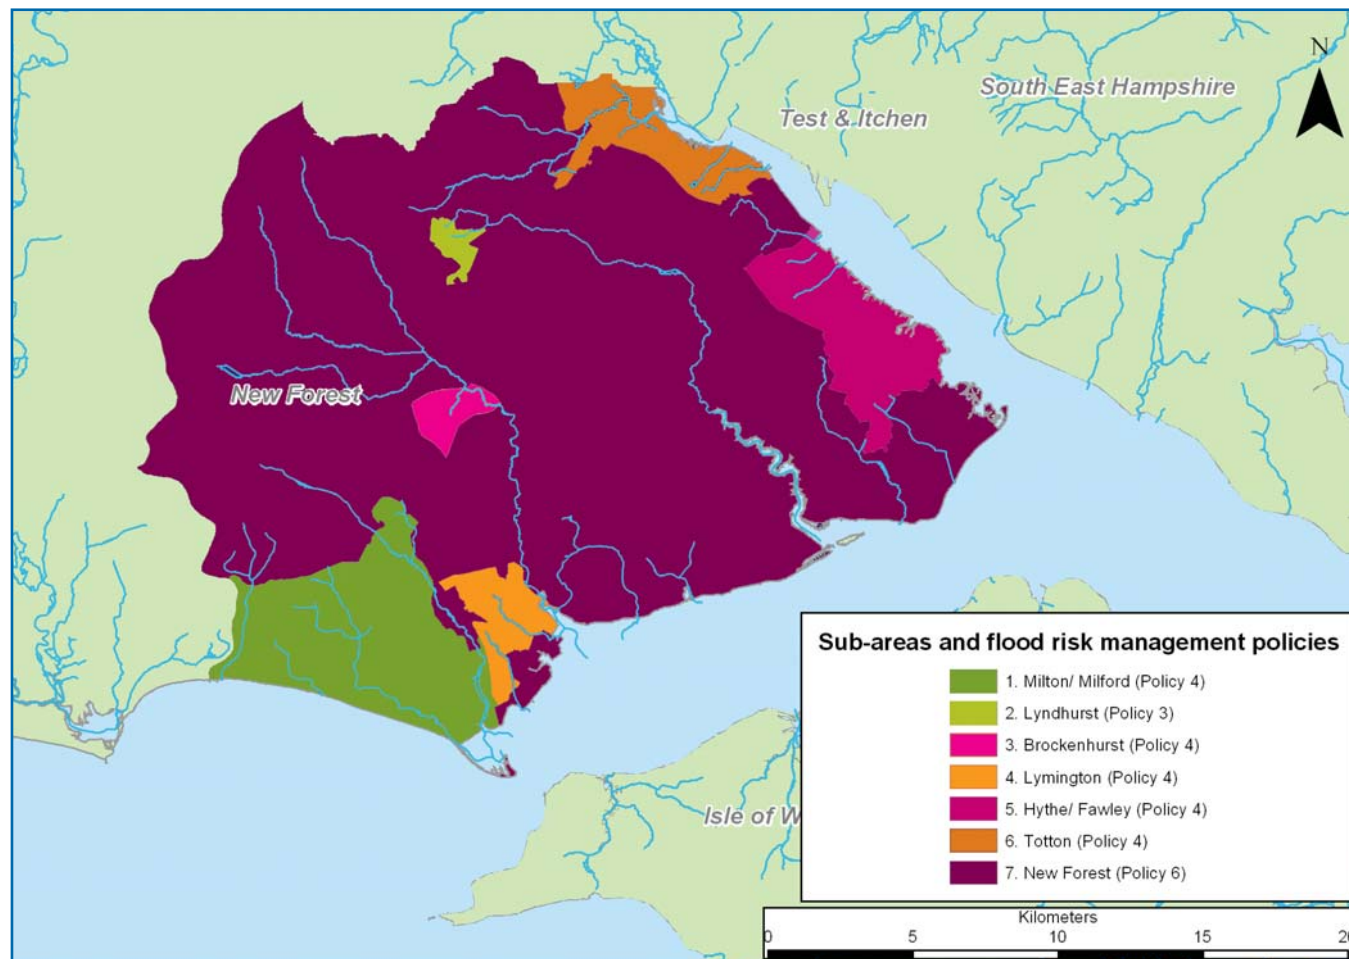 N
South East Hampshire
Test & Itchen
New Forest
Isle of W
Sub-areas and flood risk management policies
1. Milton/ Milford (Policy 4)
2. Lyndhurst (Policy 3)
3. Brockenhurst (Policy 4)
4. Lymington (Policy 4)
5. Hythe/ Fawley (Policy 4)
6. Totton (Policy 4)
7. New Forest (Policy 6)
Kilometers
0 5 10 15 20